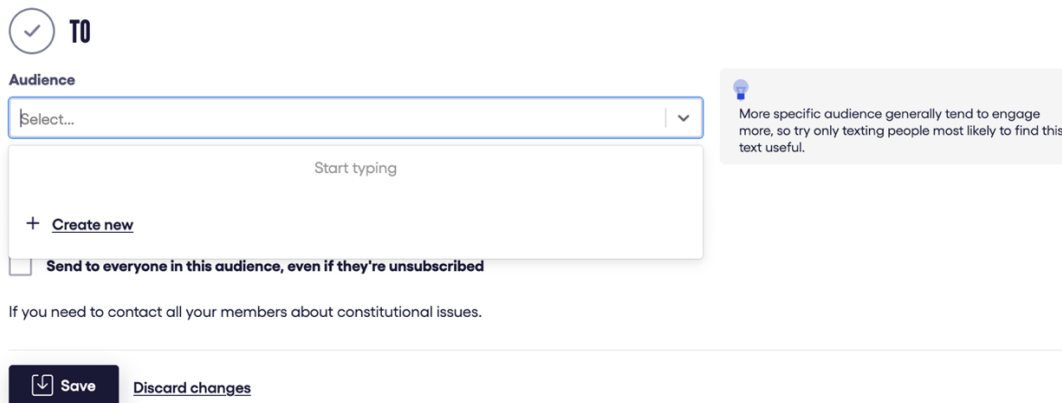 TO
Audience
Select...
More specific audience generally tend to engage
more, so try only texting people most likely to find this
text useful.
Start typing
+ Create new
Send to everyone in this audience, even if they're unsubscribed
If you need to contact all your members about constitutional issues.
Save Discard changes